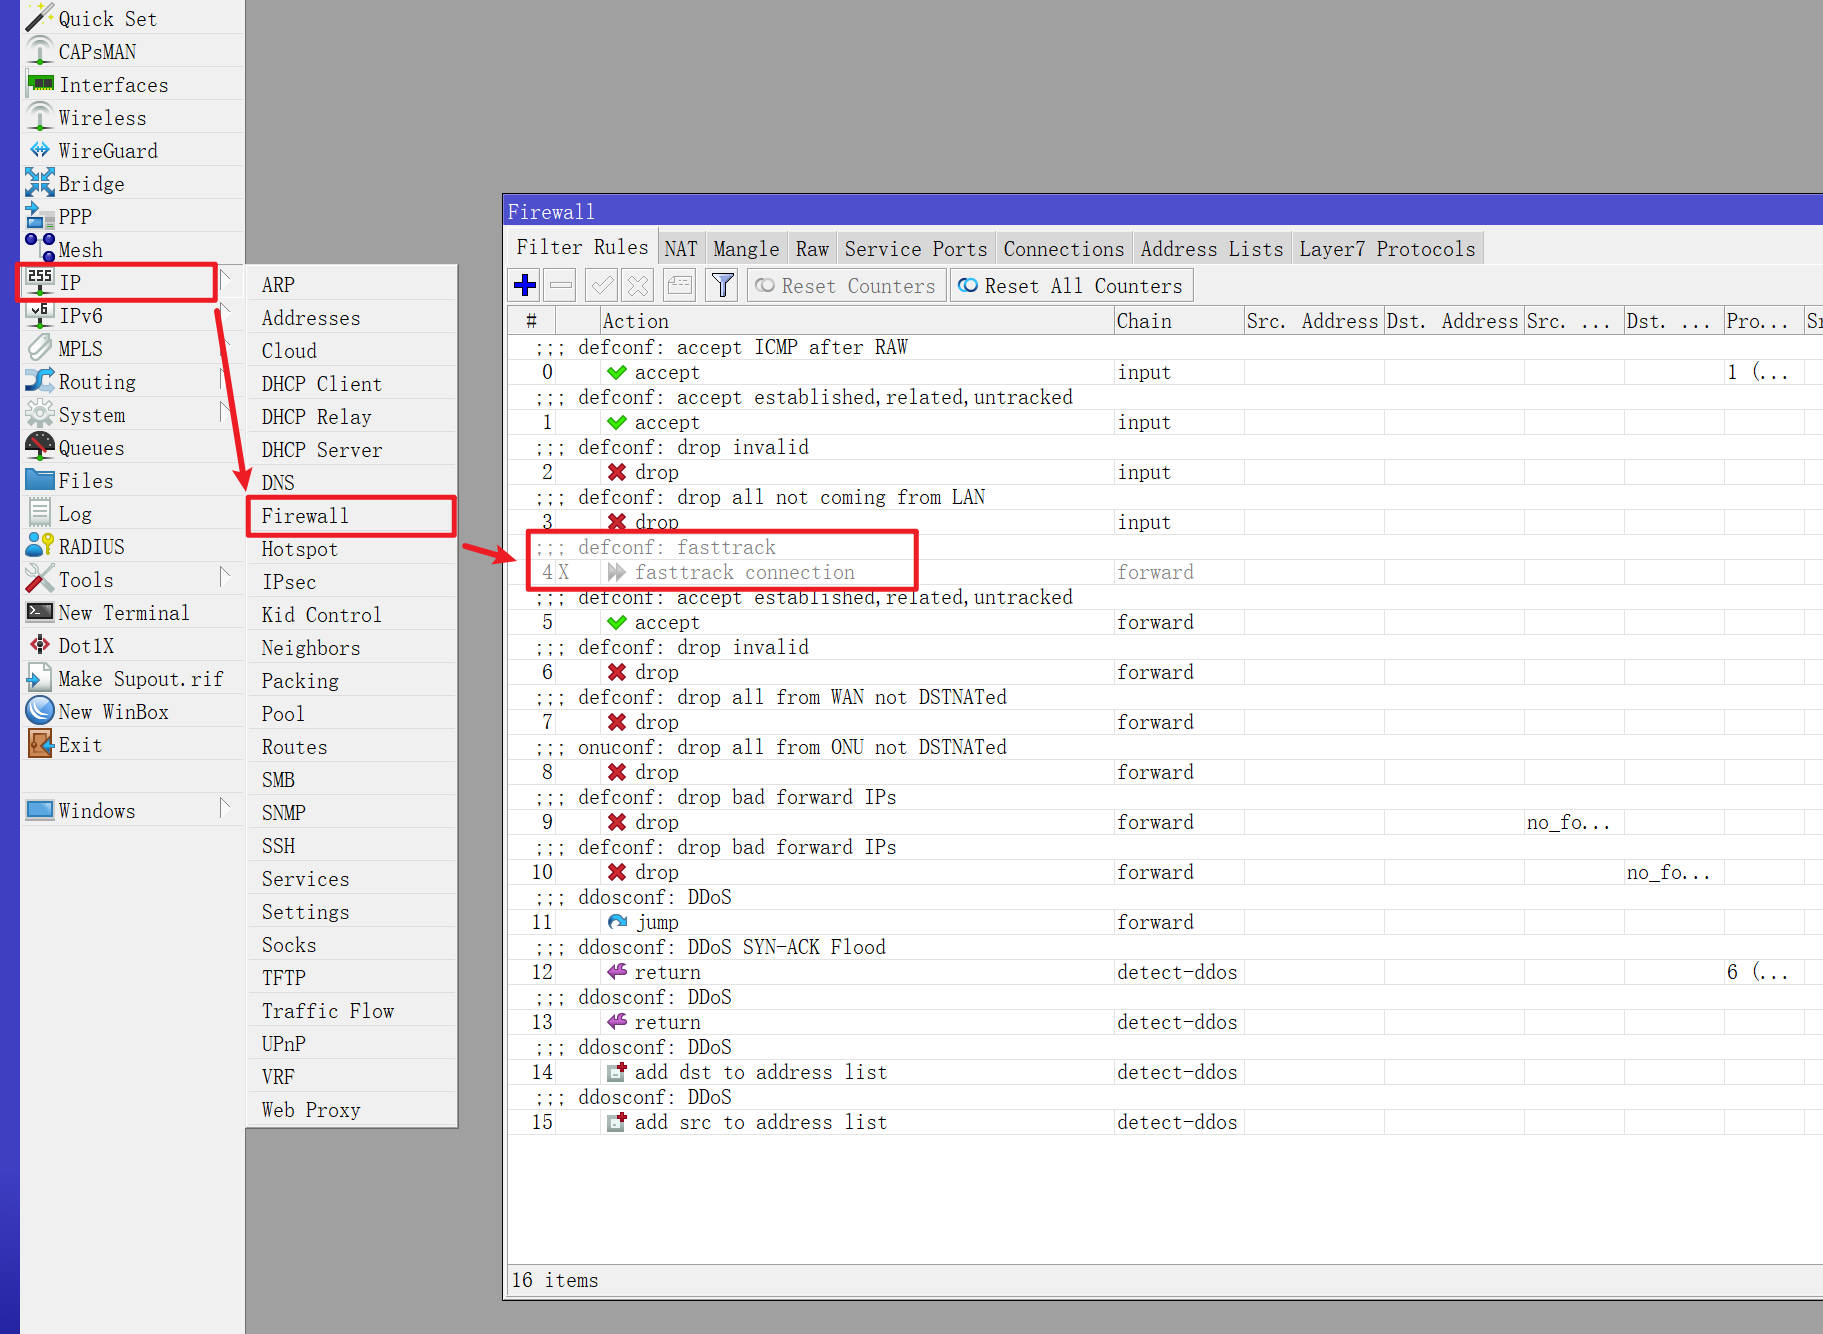 Quick Set
CAPsMAN
Interfaces
Wireless
WireGuard
Bridge
PPP
Mesh
255 IP
v6 IPv6
MPLS
Routing
System
Queues
Files
Log
RADIUS
Tools
New Terminal
Dot1X
Make Supout.rif
New WinBox
Exit
Windows
ARP
Addresses
Cloud
DHCP Client
DHCP Relay
DHCP Server
DNS
Firewall
Hotspot
IPsec
Kid Control
Neighbors
Packing
Pool
Routes
SMB
SNMP
SSH
Services
Settings
Socks
TFTP
Traffic Flow
UPnP
VRF
Web Proxy
Firewall
Filter Rules NAT Mangle Raw Service Ports Connections Address Lists Layer7 Protocols
Reset Counters Reset All Counters
# Action Chain Src. Address Dst. Address Src. ... Dst. ... Pro... Sr
;;; defconf: accept ICMP after RAW
0 accept input 1 (...
;;; defconf: accept established,related,untracked
1 accept input
;;; defconf: drop invalid
2 drop input
;;; defconf: drop all not coming from LAN
3 drop input
;;; defconf: fasttrack
4 X fasttrack connection forward
;;; defconf: accept established,related,untracked
5 accept forward
;;; defconf: drop invalid
6 drop forward
;;; defconf: drop all from WAN not DSTNATed
7 drop forward
;;; onuconf: drop all from ONU not DSTNATed
8 drop forward
;;; defconf: drop bad forward IPs
9 drop forward no_fo...
;;; defconf: drop bad forward IPs
10 drop forward no_fo...
;;; ddosconf: DDoS
11 jump forward
;;; ddosconf: DDoS SYN-ACK Flood
12 return detect-ddos 6 (...
;;; ddosconf: DDoS
13 return detect-ddos
;;; ddosconf: DDoS
14 add dst to address list detect-ddos
;;; ddosconf: DDoS
15 add src to address list detect-ddos
16 items